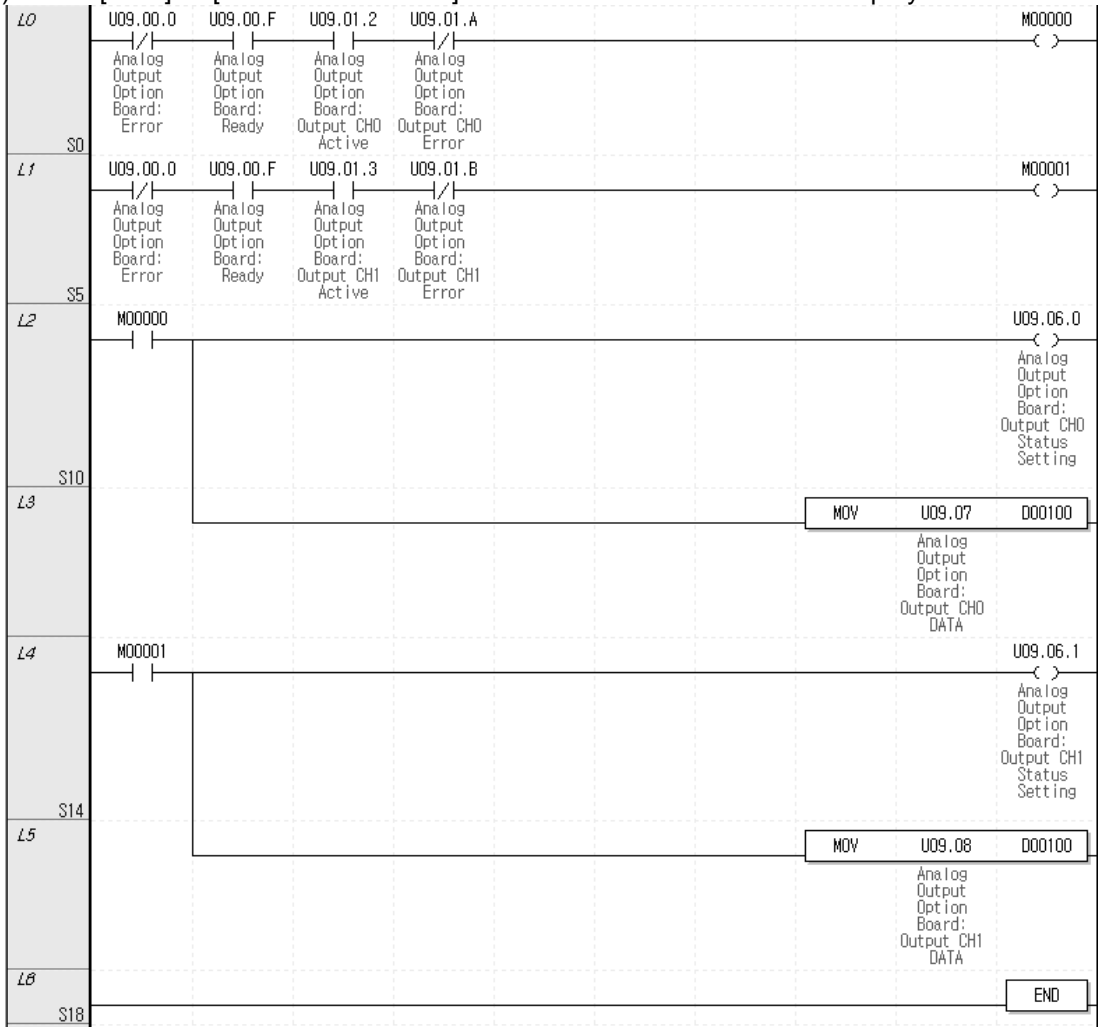 L0 U09.00.0 U09.00.F U09.01.2 U09.01.A M00000
Analog Analog Analog Analog
Output Output Output Output
Option Option Option Option
Board: Board: Board: Board:
Error Ready Output CH0 Output CH0
Active Error
S0
L1 U09.00.0 U09.00.F U09.01.3 U09.01.B M00001
Analog Analog Analog Analog
Output Output Output Output
Option Option Option Option
Board: Board: Board: Board:
Error Ready Output CH1 Output CH1
Active Error
S5
L2 M00000 U09.06.0
Analog
Output
Option
Board:
Output CH0
Status
Setting
S10
L3
MOV U09.07 D00100
Analog
Output
Option
Board:
Output CH0
DATA
L4 M00001 U09.06.1
Analog
Output
Option
Board:
Output CH1
Status
Setting
S14
L5
MOV U09.08 D00100
Analog
Output
Option
Board:
Output CH1
DATA
L6
END
S18